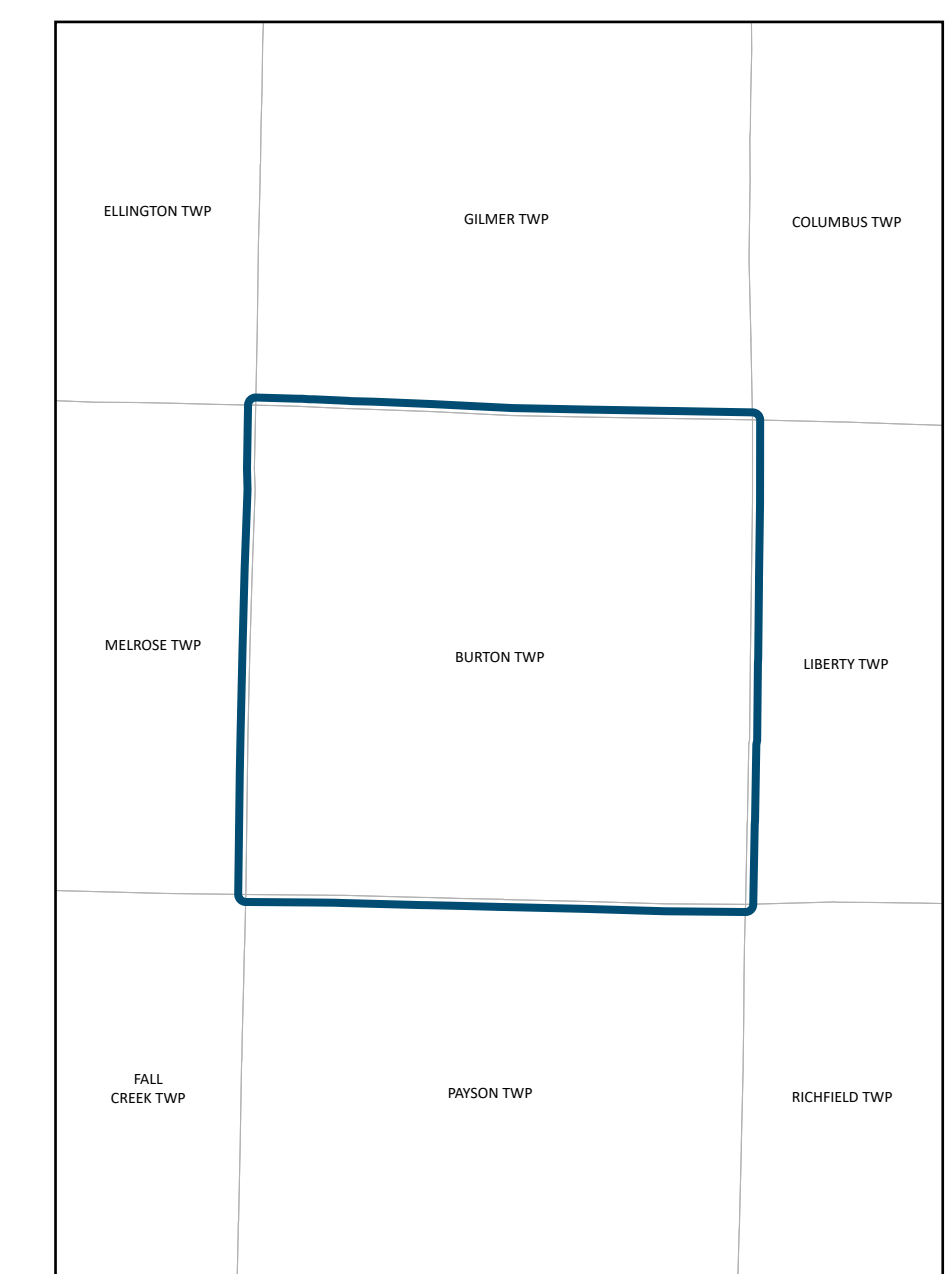 ELLINGTON TWP
GILMER TWP
COLUMBUS TWP
MELROSE TWP
BURTON TWP
LIBERTY TWP
FALL
CREEK TWP
PAYSON TWP
RICHFIELD TWP